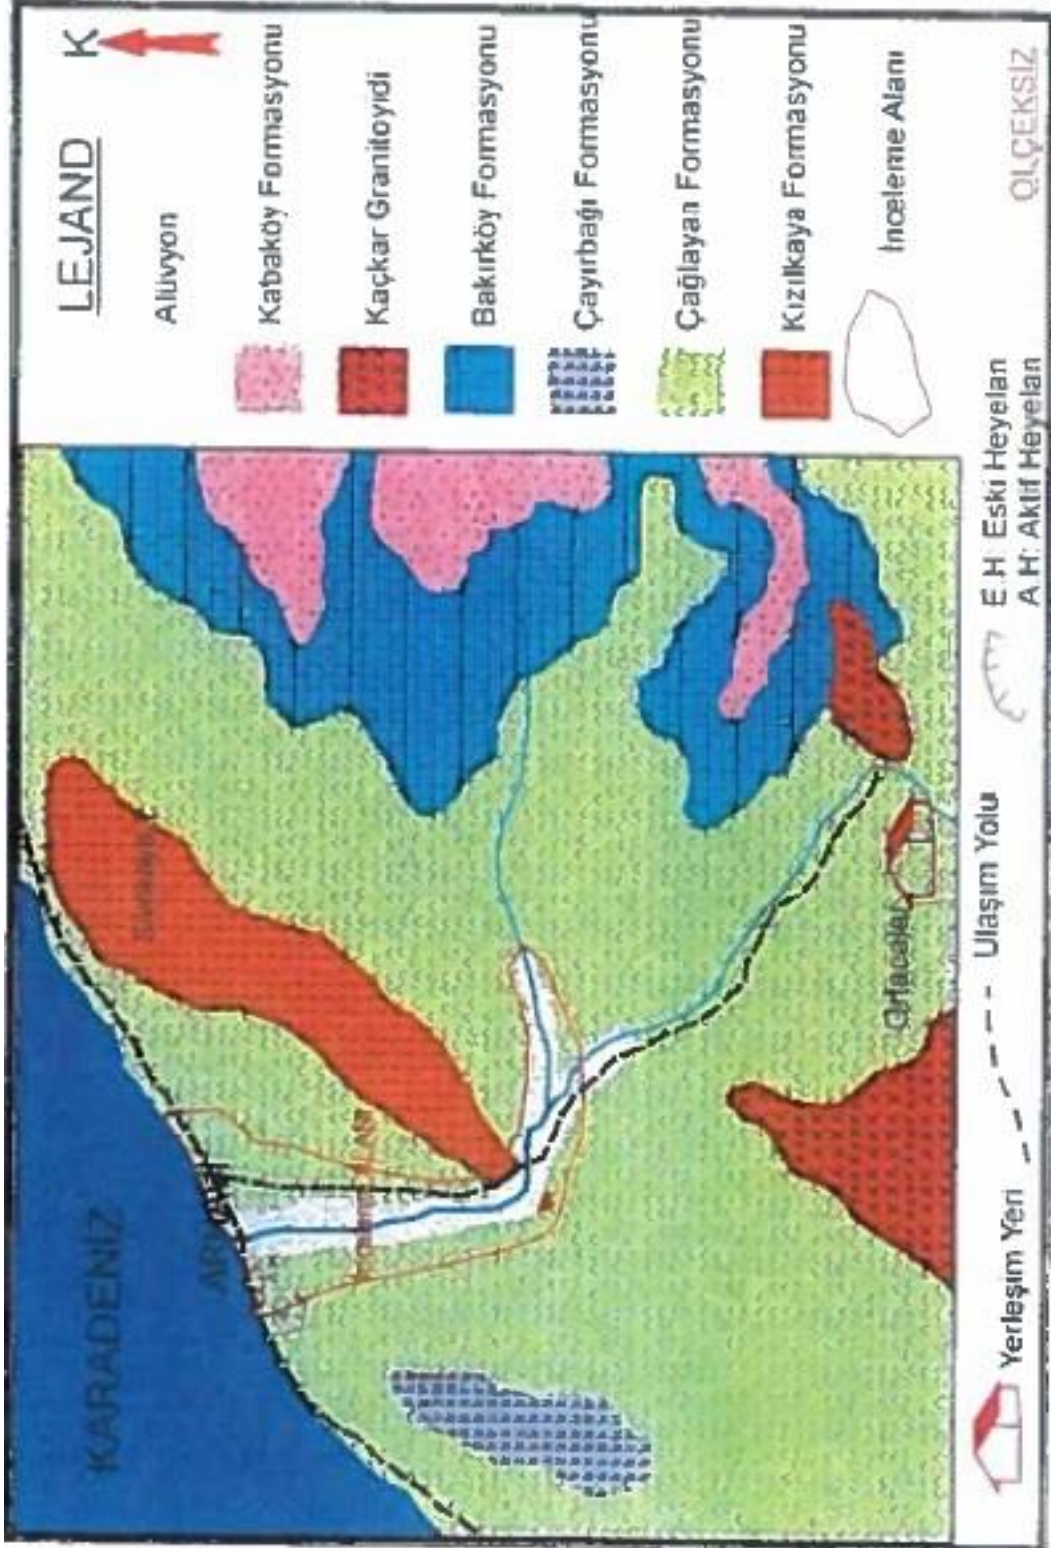 KARADENİZ
Ortacalar
LEJAND
K
Alüvyon
Kabaköy Formasyonu
Kaçkar Granitoyidi
Bakırköy Formasyonu
Çayırbağı Formasyonu
Çağlayan Formasyonu
Kızılkaya Formasyonu
İnceleme Alanı
ÖLÇEKSİZ
Yerleşim Yeri
Ulaşım Yolu
E.H Eski Heyelan
A.H: Aktif Heyelan